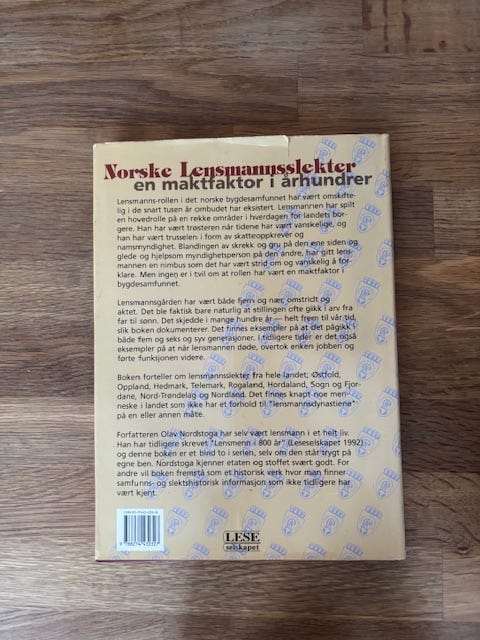 Norske Lensmannsslekter
en maktfaktor i århundrer
Lensmanns-rollen i det norske bygdesamfunnet har vært omskifte-
lig i de snart tusen år ombudet har eksistert. Lensmannen har spilt
en hovedrolle på en rekke områder i hverdagen for landets bor-
gere. Han har vært trøsteren når tidene har vært vanskelige, og
han har vært trusselen i form av skatteoppkrever og
namsmyndighet. Blandingen av skrekk og gru på den ene siden og
glede og hjelpsom myndighetsperson på den andre, har gitt lens-
mannen en nimbus som det har vært strid om og vanskelig å for-
klare. Men ingen er i tvil om at rollen har vært en maktfaktor i
bygdesamfunnet.
Lensmannsgården har vært både fjern og nær, omstridt og
aktet. Det ble faktisk bare naturlig at stillingen ofte gikk i arv fra
far til sønn. Det skjedde i mange hundre år — helt frem til vår tid,
slik boken dokumenterer. Det finnes eksempler på at det pågikk i
både fem og seks og syv generasjoner. I tidligere tider er det også
eksempler på at når lensmannen døde, overtok enken jobben og
førte funksjonen videre.
Boken forteller om lensmannsslekter fra hele landet; Østfold,
Oppland, Hedmark, Telemark, Rogaland, Hordaland, Sogn og Fjor-
dane, Nord-Trøndelag og Nordland. Det finnes knapt noe men-
neske i landet som ikke har et forhold til "lensmannsdynastiene"
på en eller annen måte.
Forfatteren Olav Nordstoga har selv vært lensmann i et helt liv.
Han har tidligere skrevet "Lensmenn i 800 år" (Leseselskapet 1992)
og denne boken er et bind to i serien, selv om den står trygt på
egne ben. Nordstoga kjenner etaten og stoffet svært godt. For
andre vil boken fremstå som et historisk verk hvor man finner
samfunns- og slektshistorisk informasjon som ikke tidligere har
vært kjent.
LESE
selskapet